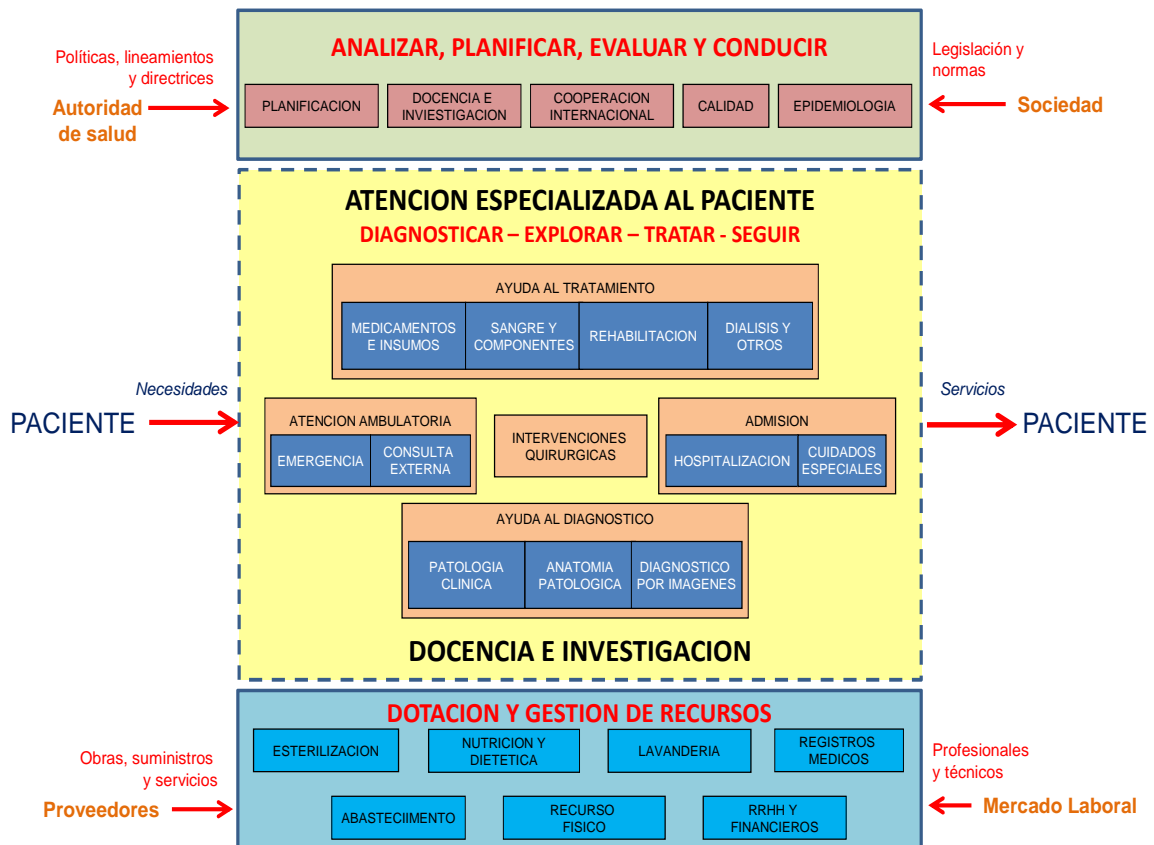 ANALIZAR, PLANIFICAR, EVALUAR Y CONDUCIR
Políticas, lineamientos
y directrices
Autoridad
de salud
PLANIFICACION
DOCENCIA E
INVIESTIGACION
COOPERACION
INTERNACIONAL
CALIDAD
EPIDEMIOLOGIA
Legislación y
normas
Sociedad
ATENCION ESPECIALIZADA AL PACIENTE
DIAGNOSTICAR – EXPLORAR – TRATAR - SEGUIR
AYUDA AL TRATAMIENTO
MEDICAMENTOS
E INSUMOS
SANGRE Y
COMPONENTES
REHABILITACION
DIALISIS Y
OTROS
Necesidades
PACIENTE
ATENCION AMBULATORIA
EMERGENCIA
CONSULTA
EXTERNA
INTERVENCIONES
QUIRURGICAS
ADMISION
HOSPITALIZACION
CUIDADOS
ESPECIALES
Servicios
PACIENTE
AYUDA AL DIAGNOSTICO
PATOLOGIA
CLINICA
ANATOMIA
PATOLOGICA
DIAGNOSTICO
POR IMAGENES
DOCENCIA E INVESTIGACION
DOTACION Y GESTION DE RECURSOS
Obras, suministros
y servicios
Proveedores
ESTERILIZACION
NUTRICION Y
DIETETICA
LAVANDERIA
REGISTROS
MEDICOS
ABASTECIIMENTO
RECURSO
FISICO
RRHH Y
FINANCIEROS
Profesionales
y técnicos
Mercado Laboral